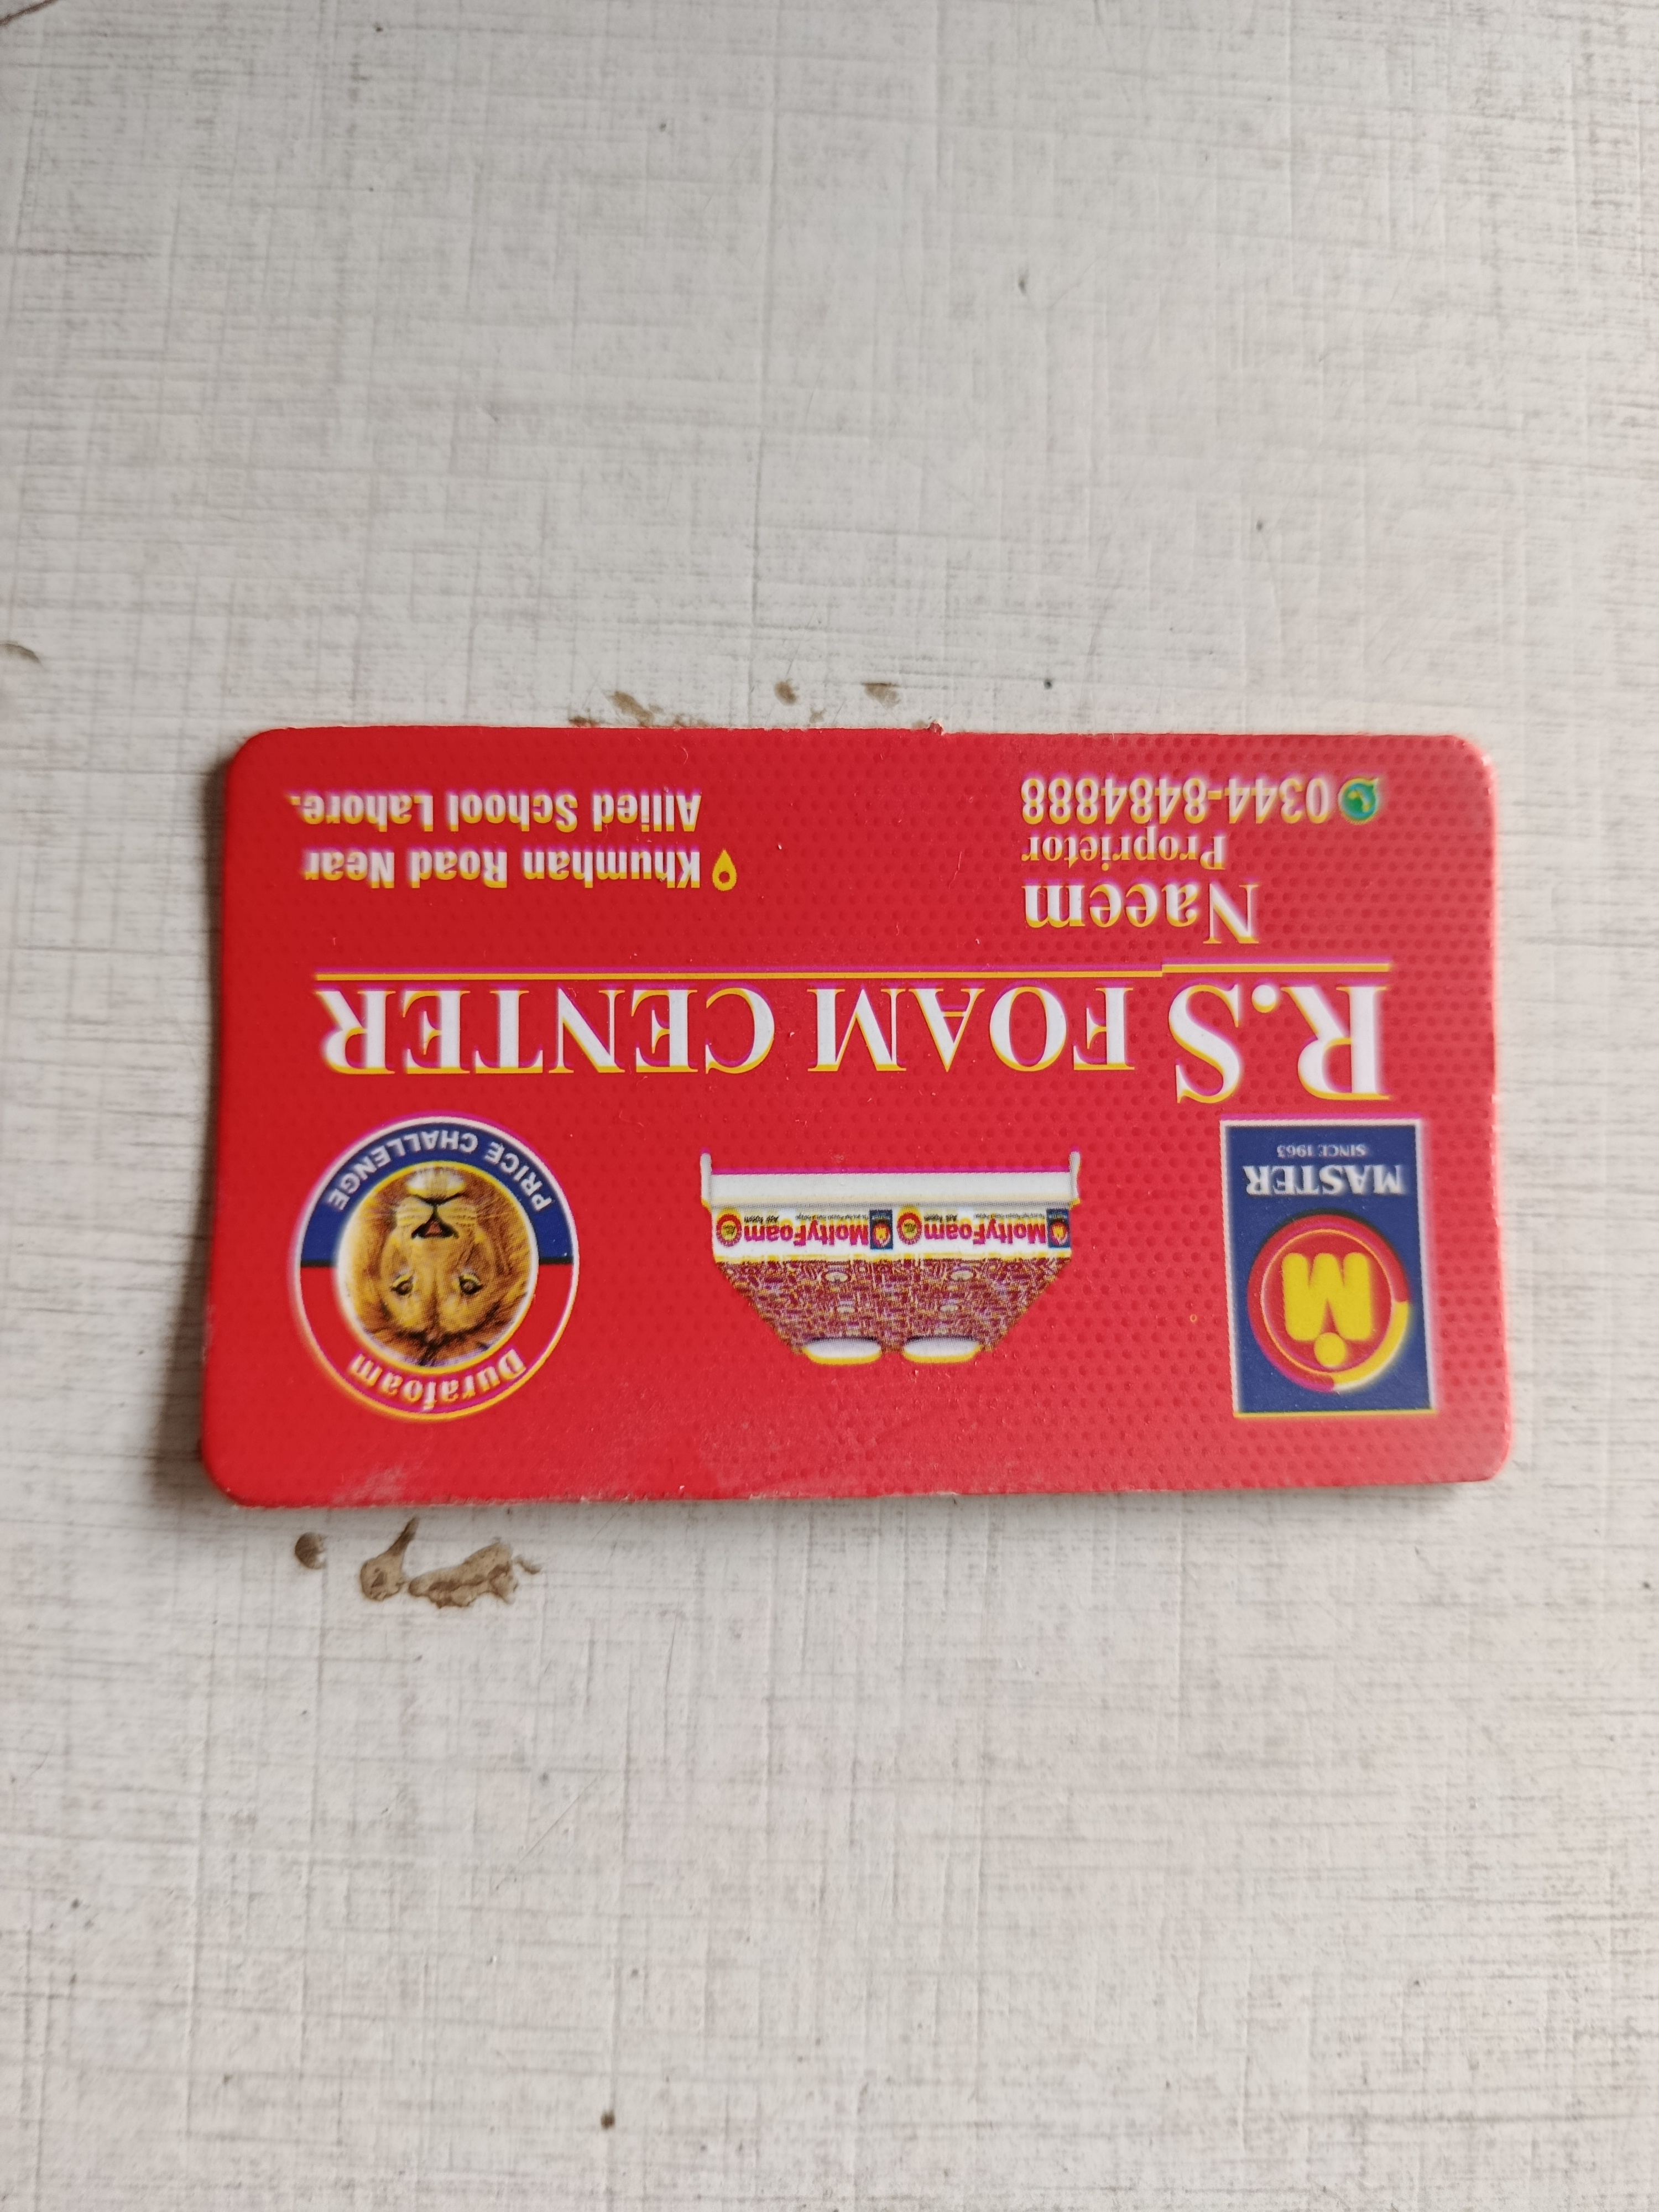 MASTER
SINCE 1963
MoltyFoam MoltyFoam
Durafoam
PRICE CHALLENGE
R.S FOAM CENTER
Naeem
Proprietor
0344-8484888
Khumhan Road Near
Allied School Lahore.